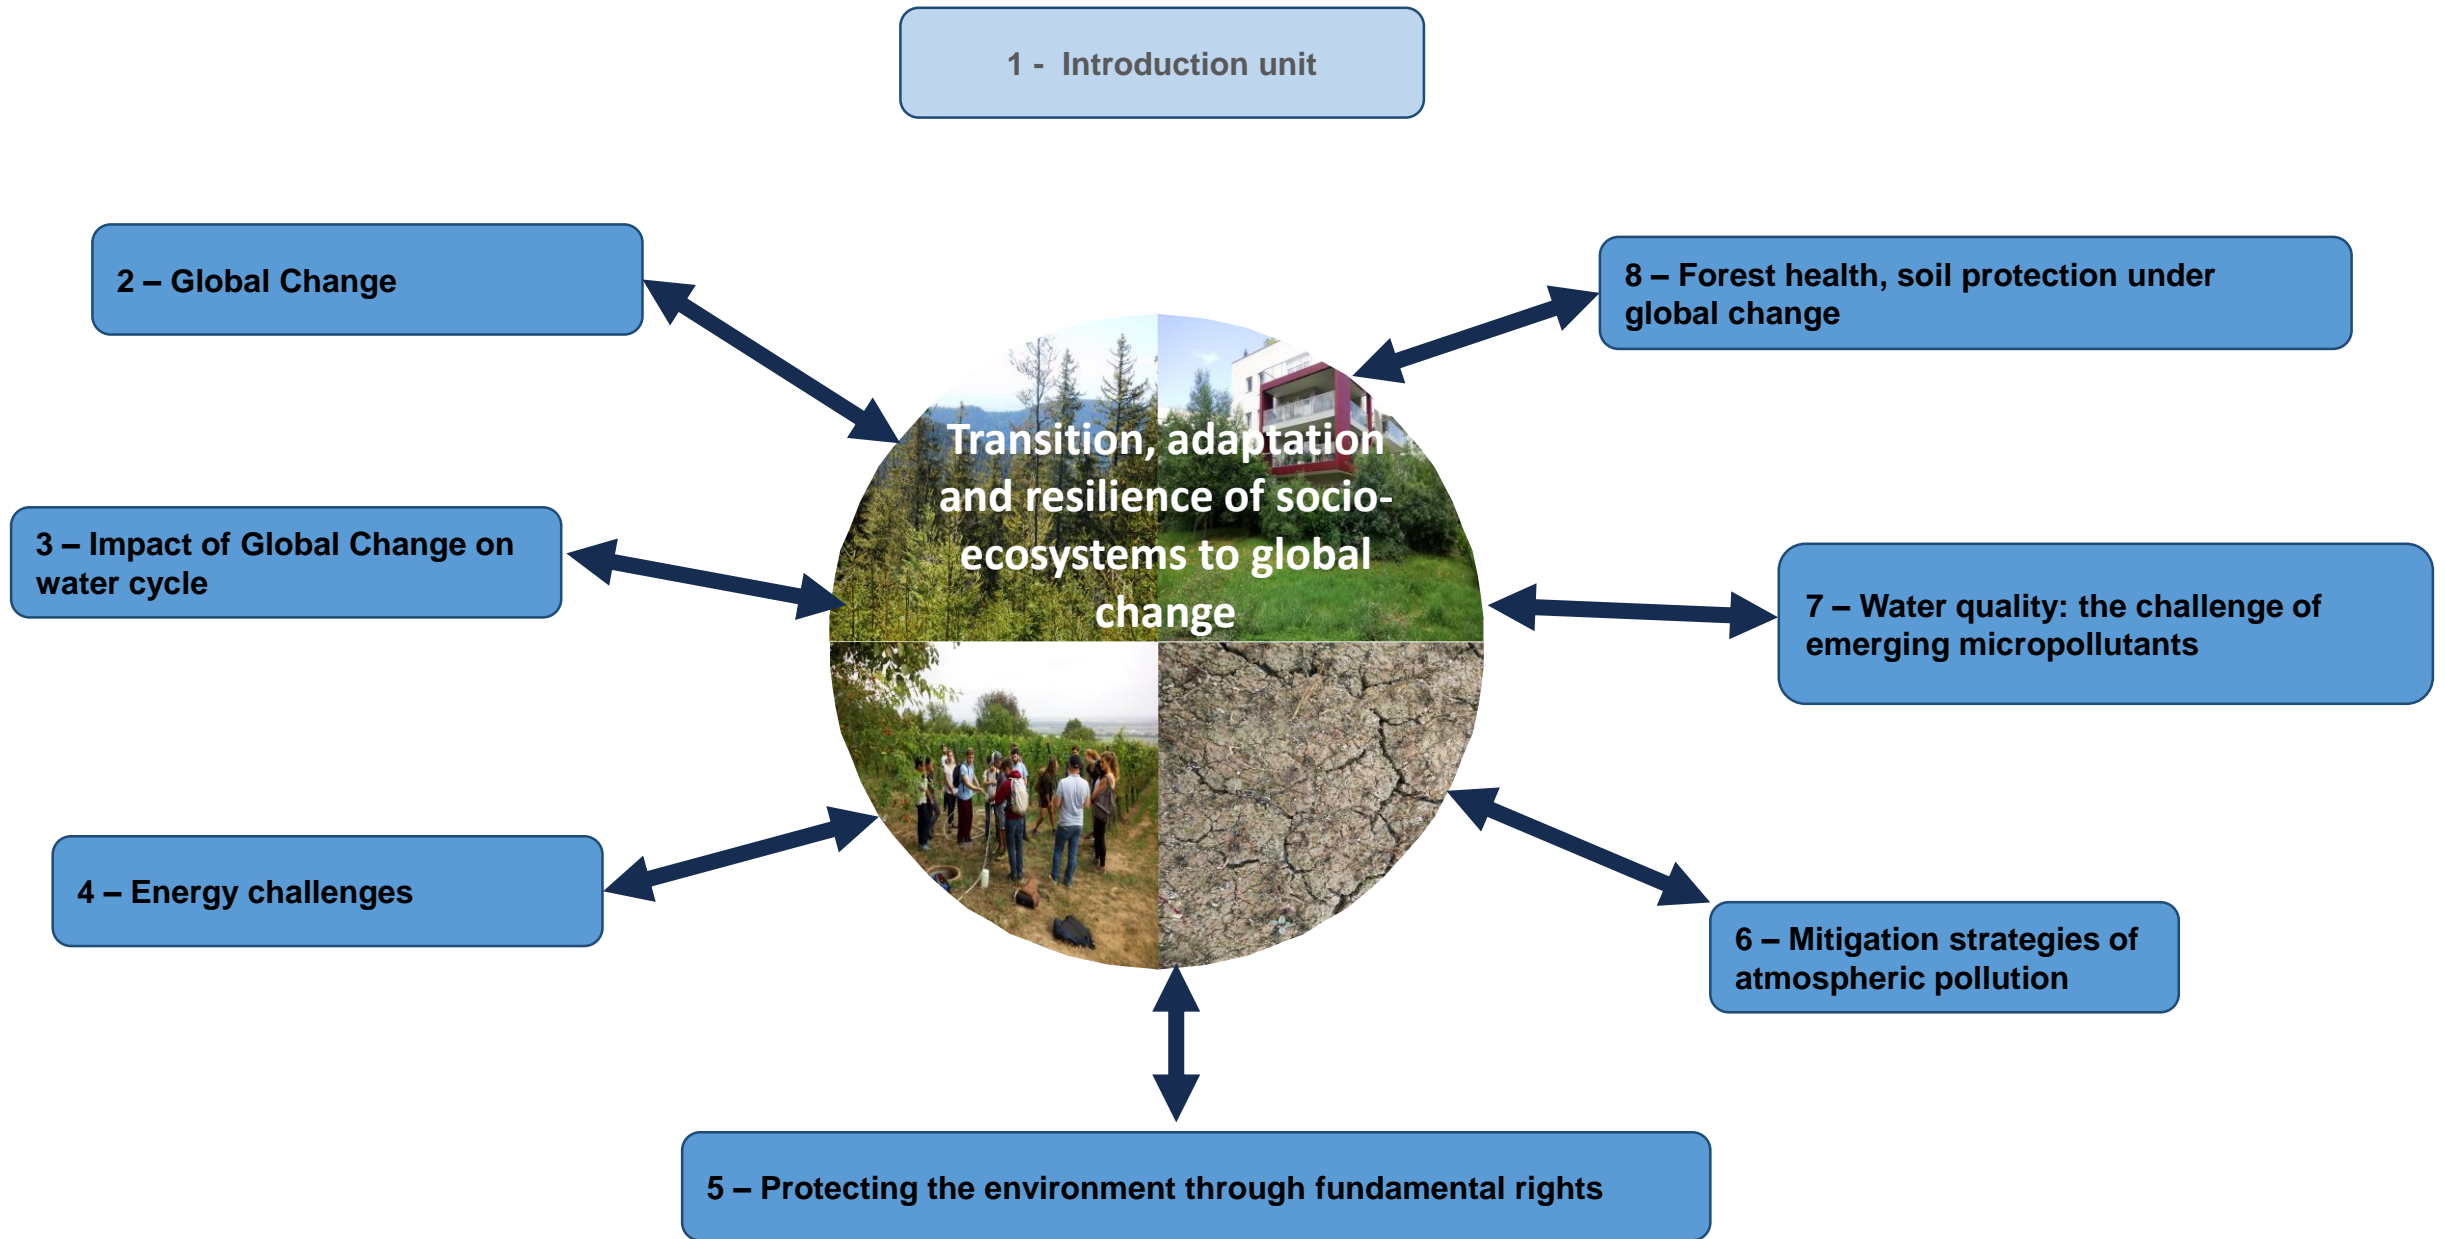 1 -  Introduction unit
2 – Global Change
8 – Forest health, soil protection under
global change
Transition, adaptation
and resilience of socio-
ecosystems to global
change
3 – Impact of Global Change on
water cycle
7 – Water quality: the challenge of
emerging micropollutants
4 – Energy challenges
6 – Mitigation strategies of
atmospheric pollution
5 – Protecting the environment through fundamental rights